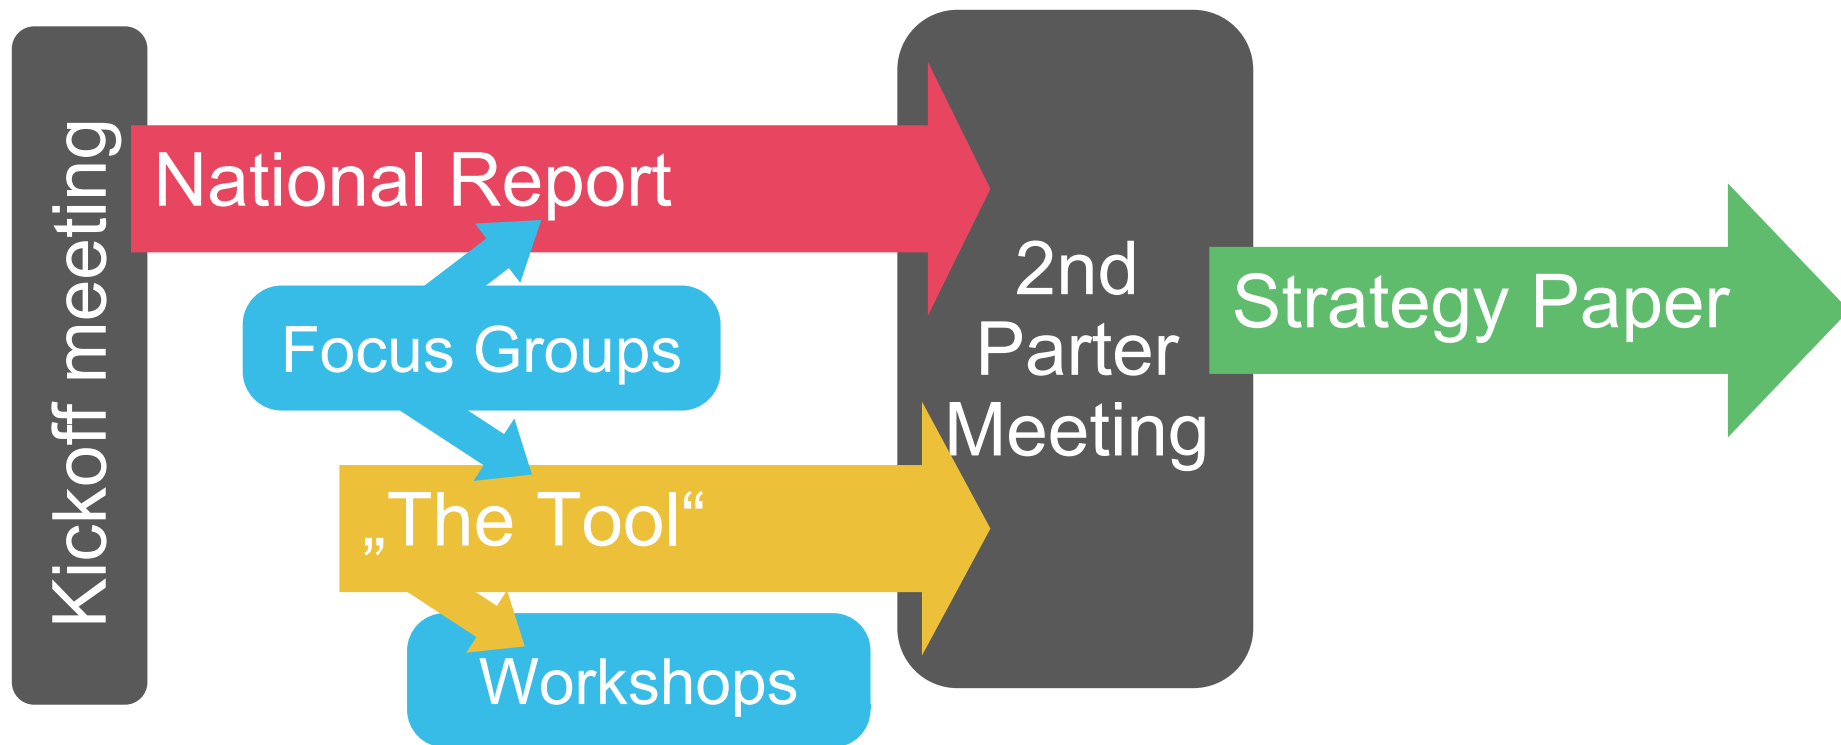 Kickoff meeting
National Report
Focus Groups
„The Tool“
Workshops
2nd
Parter
Meeting
Strategy Paper